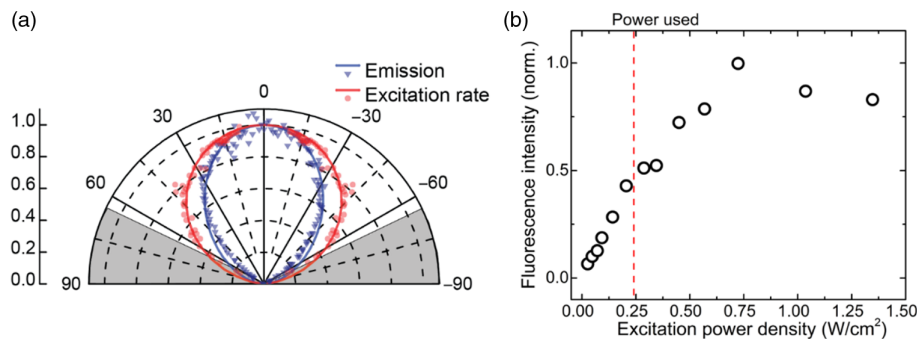 (a)
Emission
Excitation rate
0
30
−30
60
−60
90
−90
1.0
0.8
0.6
0.4
0.2
0.0
(b)
Power used
Fluorescence intensity (norm.)
1.0
0.5
0.0
0.00 0.25 0.50 0.75 1.00 1.25 1.50
Excitation power density (W/cm²)